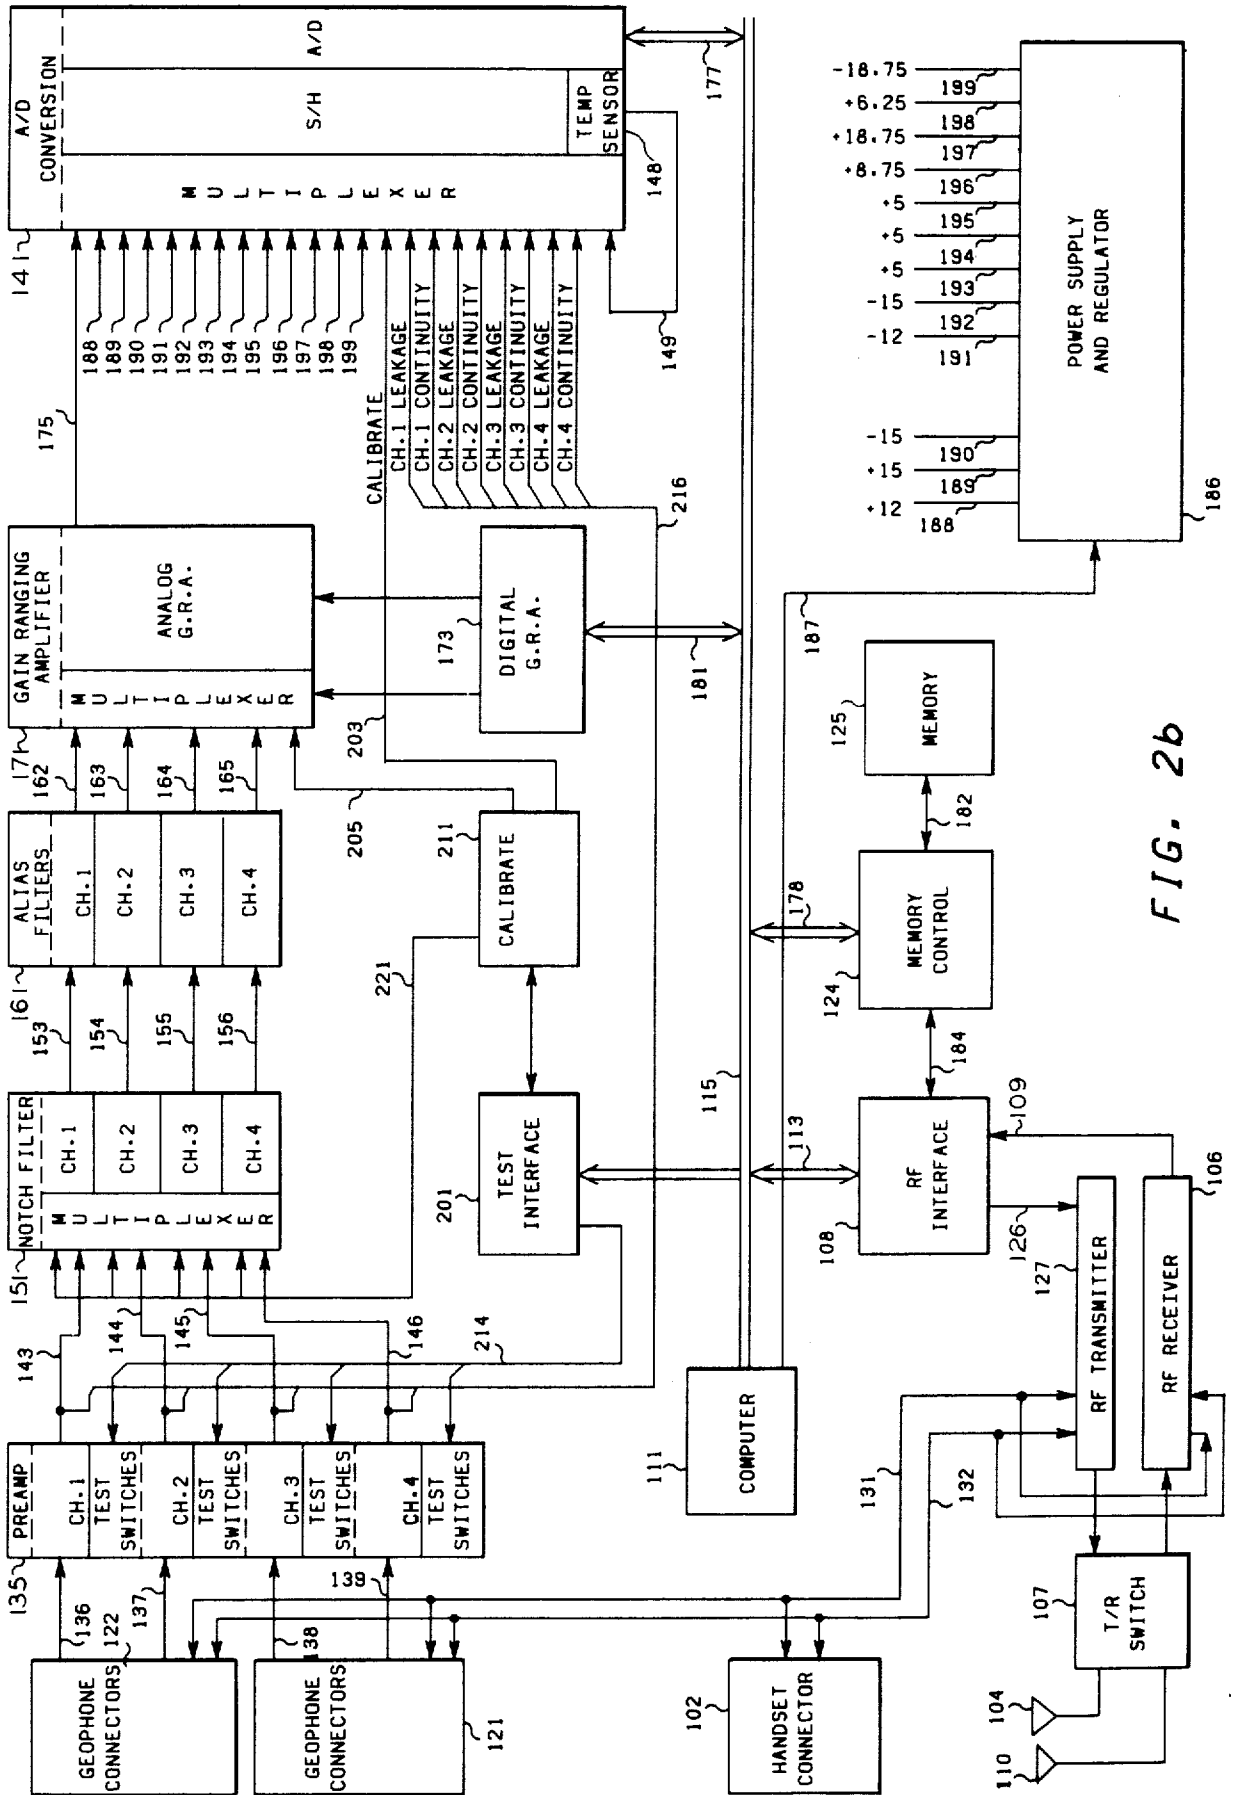 GEOPHONE
CONNECTORS
122
GEOPHONE
CONNECTORS
121
102
HANDSET
CONNECTOR
104
110
107
T/R
SWITCH
136
137
138
139
135
PREAMP
CH.1
TEST
SWITCHES
CH.2
TEST
SWITCHES
CH.3
TEST
SWITCHES
CH.4
TEST
SWITCHES
143
144
145
146
214
151
NOTCH FILTER
MULTIPLEXER
CH.1
CH.2
CH.3
CH.4
153
154
155
156
161
ALIAS
FILTERS
CH.1
CH.2
CH.3
CH.4
162
163
164
165
171
GAIN RANGING
AMPLIFIER
MULTIPLEXER
ANALOG
G.R.A.
175
188
189
190
191
192
193
194
195
196
197
198
199
CALIBRATE
CH.1 LEAKAGE
CH.1 CONTINUITY
CH.2 LEAKAGE
CH.2 CONTINUITY
CH.3 LEAKAGE
CH.3 CONTINUITY
CH.4 LEAKAGE
CH.4 CONTINUITY
216
149
141
A/D
CONVERSION
MULTIPLEXER
S/H
TEMP
SENSOR
A/D
148
177
201
TEST
INTERFACE
221
211
CALIBRATE
205
203
173
DIGITAL
G.R.A.
181
111
COMPUTER
115
113
187
131
132
108
RF
INTERFACE
184
178
124
MEMORY
CONTROL
182
125
MEMORY
126
109
127
RF TRANSMITTER
RF RECEIVER
106
+12
188
+15
189
-15
190
-12
191
-15
192
+5
193
+5
194
+5
195
+8.75
196
+18.75
197
+6.25
198
-18.75
199
POWER SUPPLY
AND REGULATOR
186
FIG. 2b